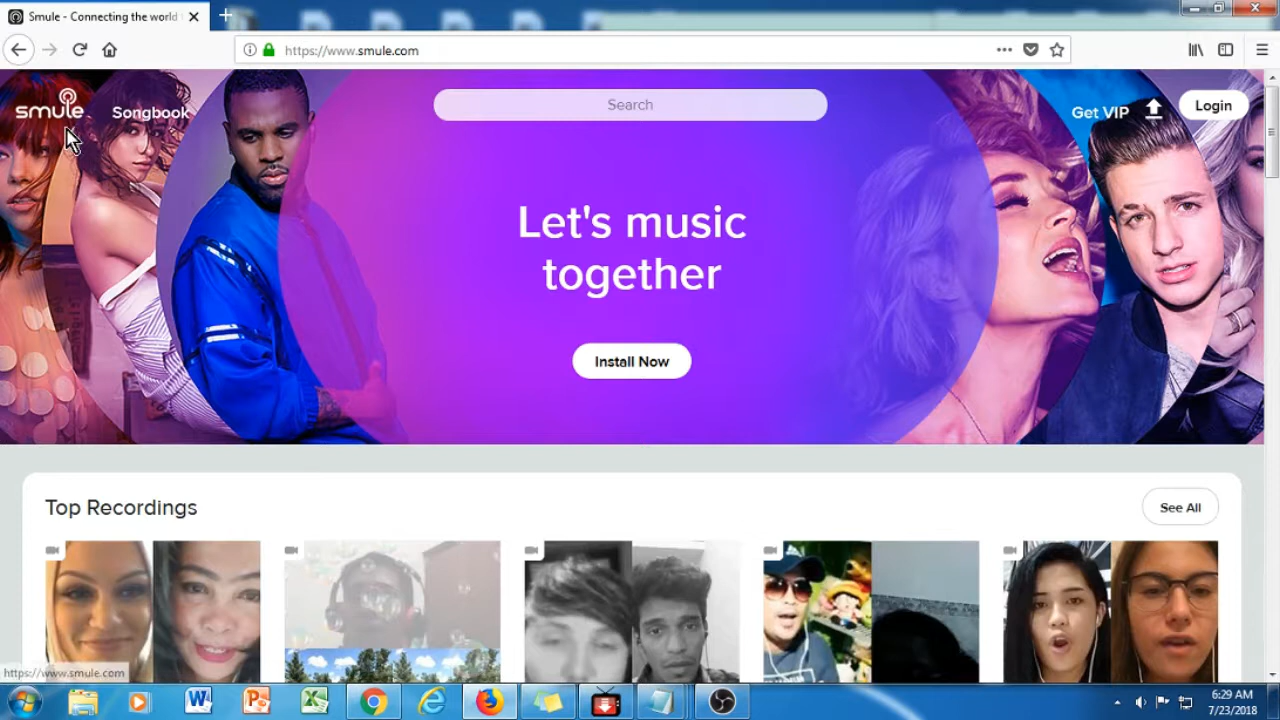 Smule - Connecting the world
https://www.smule.com
smule
Songbook
Search
Get VIP
Login
Let's music
together
Install Now
Top Recordings
See All
https://www.smule.com
6:29 AM
7/23/2018